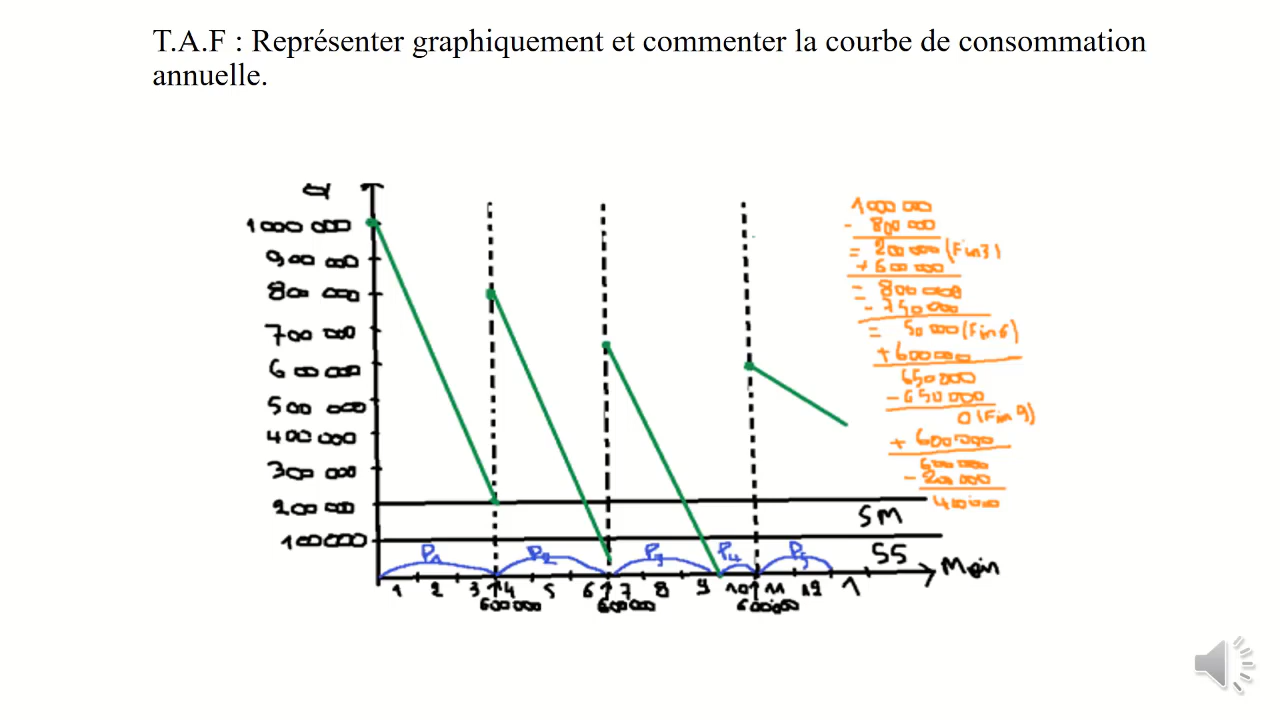 T.A.F : Représenter graphiquement et commenter la courbe de consommation
annuelle.
Q
1 000 000
900 000
800 000
700 000
600 000
500 000
400 000
300 000
200 000
100 000
SM
SS
P1 P2 P3 P4 P5
Mois
1 2 3 4 5 6 7 8 9 10 11 12 1
600 000 600 000 600 000
1 000 000
- 800 000
= 200 000 (Fin 3)
+ 600 000
= 800 000
- 750 000
= 50 000 (Fin 6)
+ 600 000
650 000
- 650 000
0 (Fin 9)
+ 600 000
600 000
- 20 000
400 000